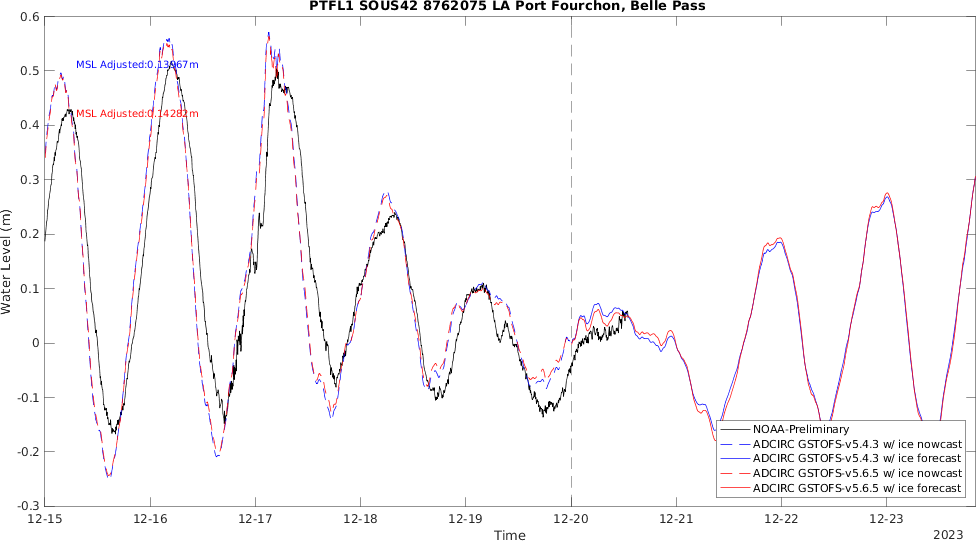 PTFL1 SOUS42 8762075 LA Port Fourchon, Belle Pass
0.6
0.5
0.4
0.3
0.2
0.1
0
-0.1
-0.2
-0.3
Water Level (m)
MSL Adjusted:0.13967m
MSL Adjusted:0.14282m
NOAA-Preliminary
ADCIRC GSTOFS-v5.4.3 w/ ice nowcast
ADCIRC GSTOFS-v5.4.3 w/ ice forecast
ADCIRC GSTOFS-v5.6.5 w/ ice nowcast
ADCIRC GSTOFS-v5.6.5 w/ ice forecast
12-15 12-16 12-17 12-18 12-19 12-20 12-21 12-22 12-23
Time
2023